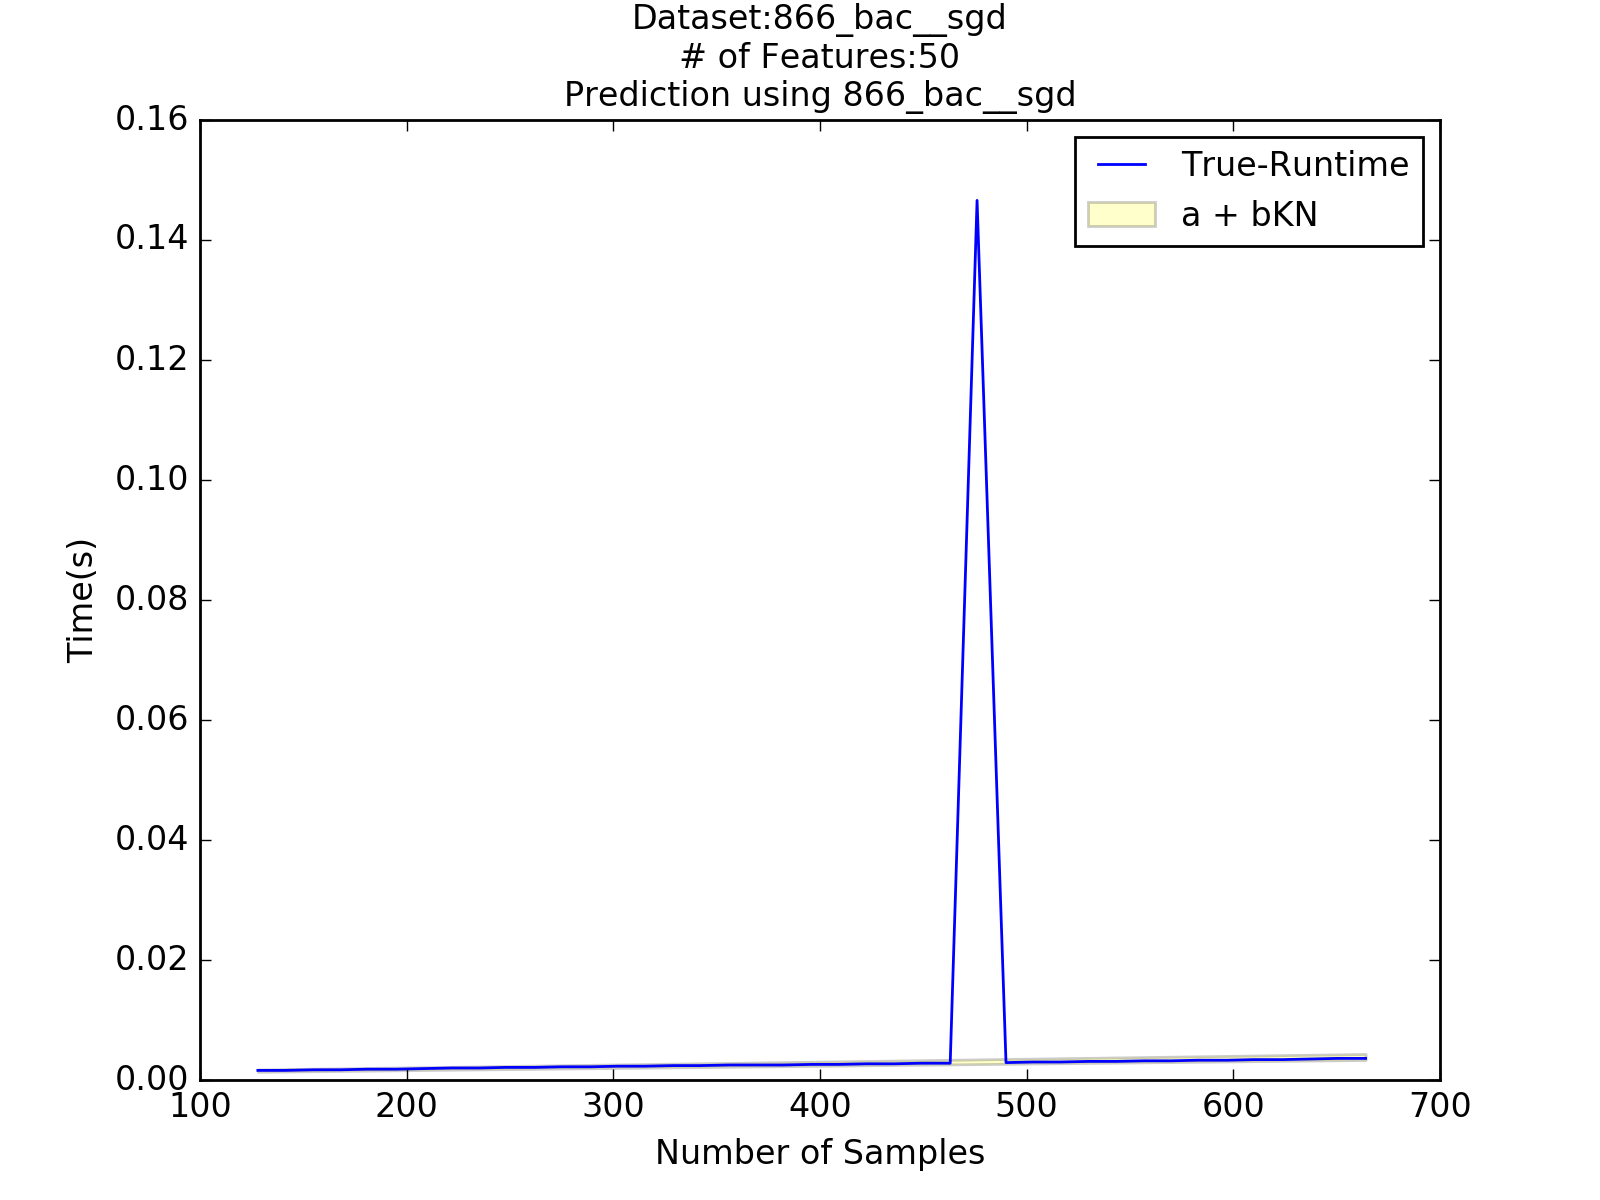 Dataset:866_bac__sgd
# of Features:50
Prediction using 866_bac__sgd
0.16
0.14
0.12
0.10
0.08
0.06
0.04
0.02
0.00
Time(s)
True-Runtime
a + bKN
100 200 300 400 500 600 700
Number of Samples